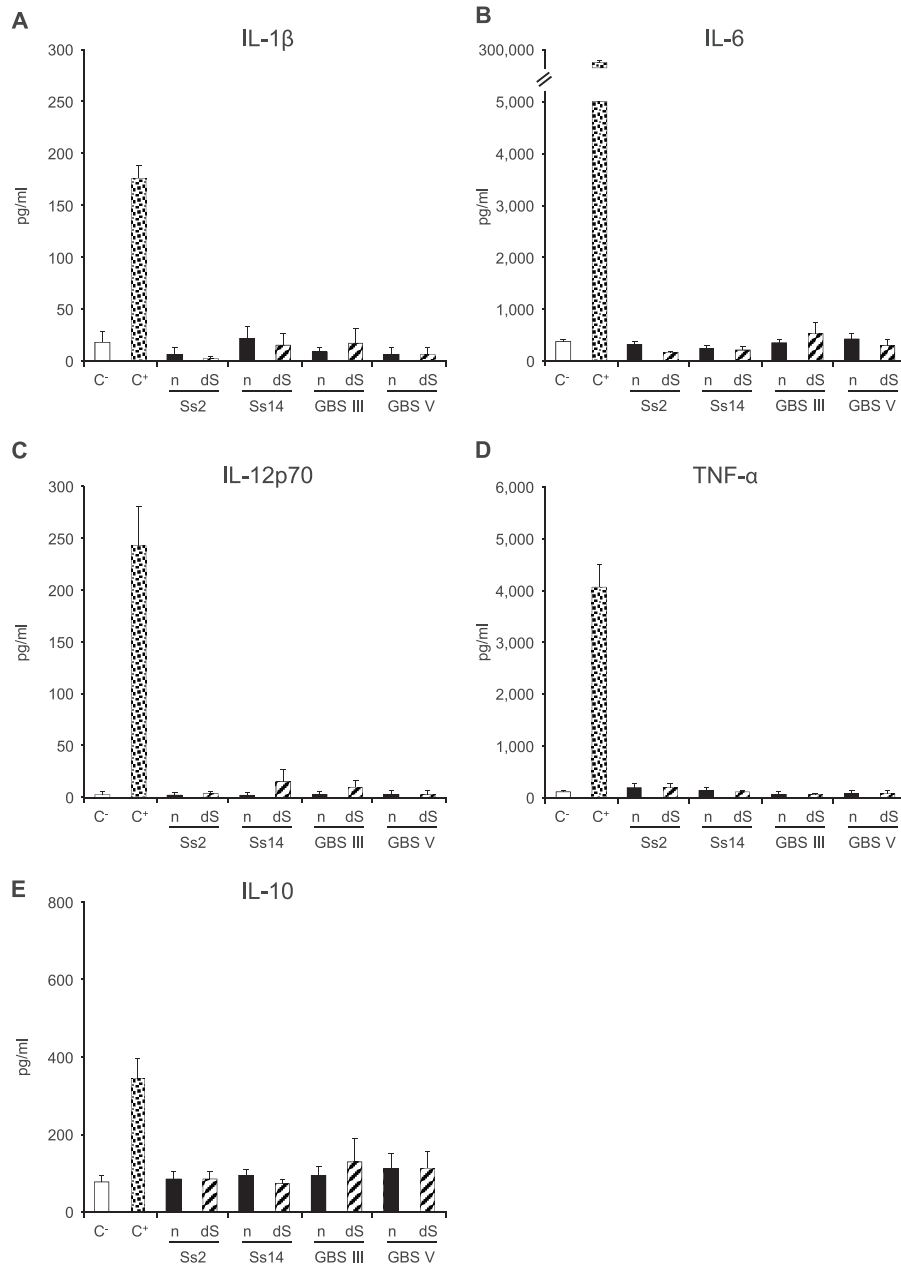 A
IL-1β
300
250
200
150
100
50
0
pg/ml
C- C+ n dS n dS n dS n dS
Ss2 Ss14 GBS III GBS V
B
IL-6
300,000
5,000
4,000
3,000
2,000
1,000
0
pg/ml
C- C+ n dS n dS n dS n dS
Ss2 Ss14 GBS III GBS V
C
IL-12p70
300
250
200
150
100
50
0
pg/ml
C- C+ n dS n dS n dS n dS
Ss2 Ss14 GBS III GBS V
D
TNF-α
6,000
5,000
4,000
3,000
2,000
1,000
0
pg/ml
C- C+ n dS n dS n dS n dS
Ss2 Ss14 GBS III GBS V
E
IL-10
800
600
400
200
0
pg/ml
C- C+ n dS n dS n dS n dS
Ss2 Ss14 GBS III GBS V